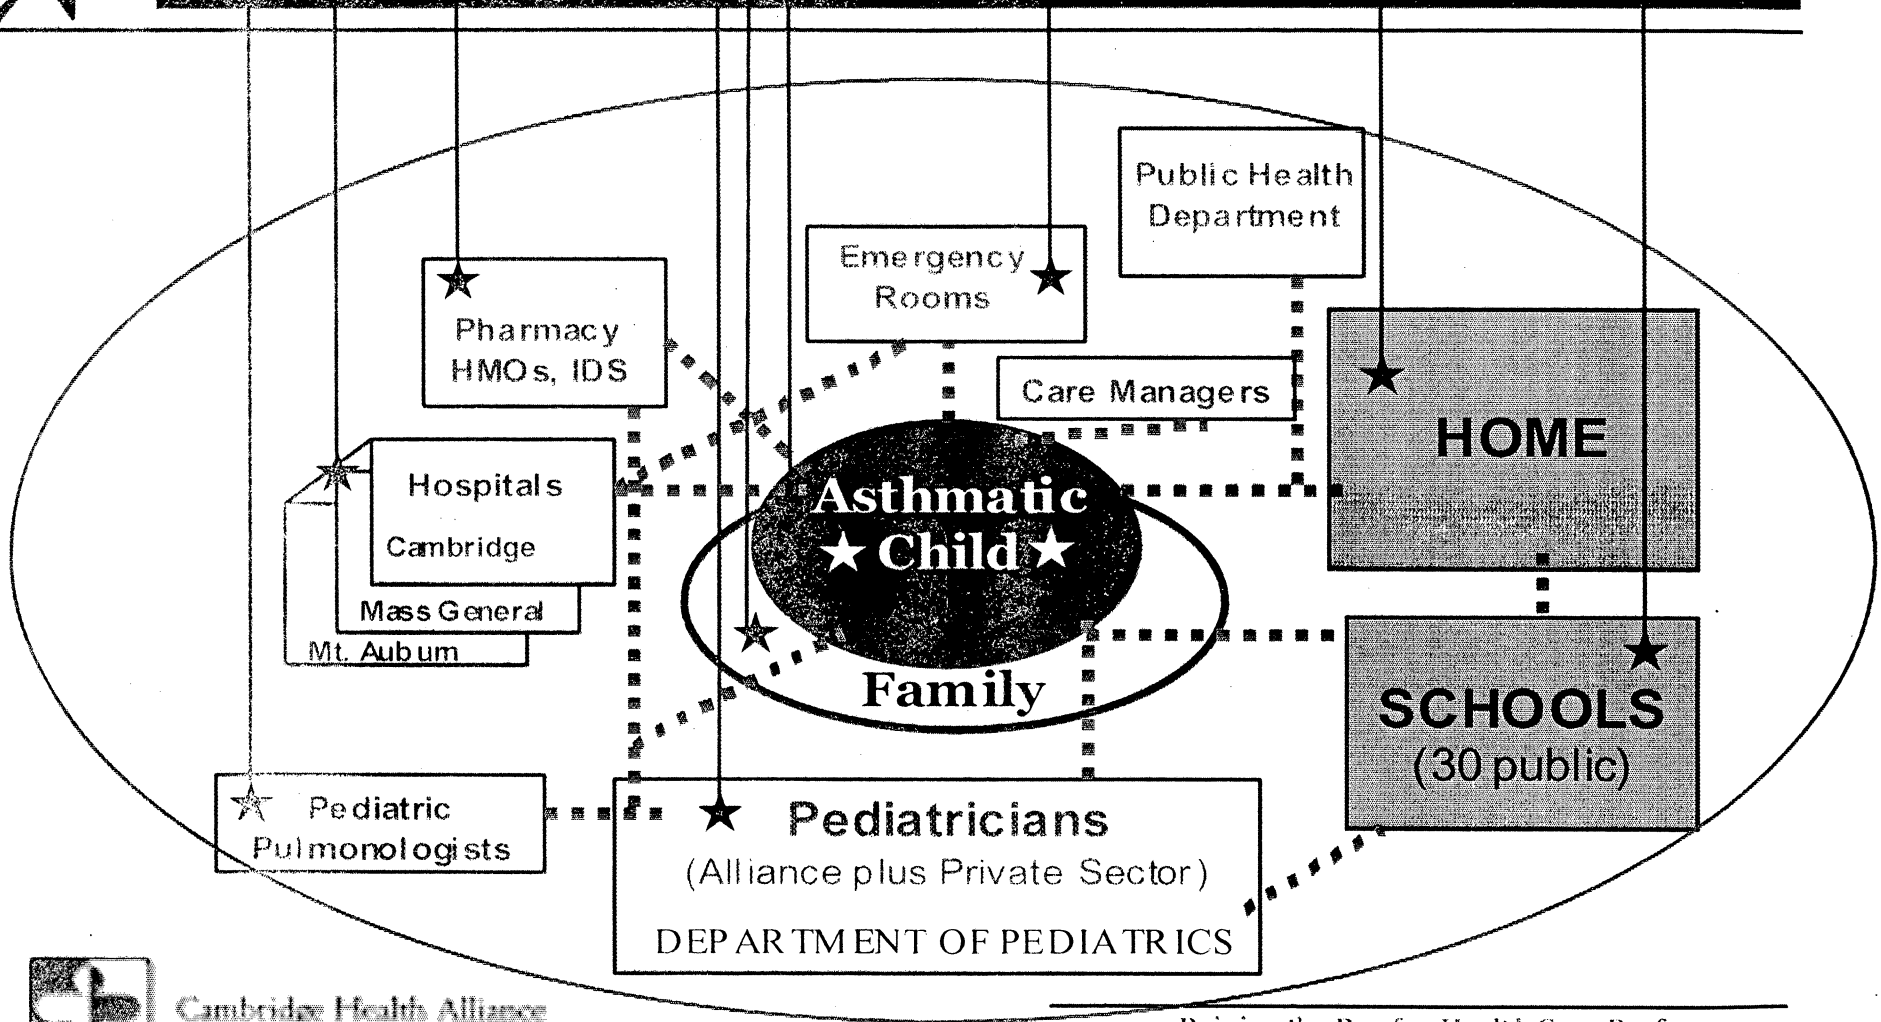 Public Health
Department
Emergency
Rooms
Pharmacy
HMOs, IDS
Care Managers
HOME
Hospitals
Cambridge
Mass General
Mt. Auburn
Asthmatic
Child
Family
SCHOOLS
(30 public)
Pediatric
Pulmonologists
Pediatricians
(Alliance plus Private Sector)
DEPARTMENT OF PEDIATRICS
Cambridge Health Alliance